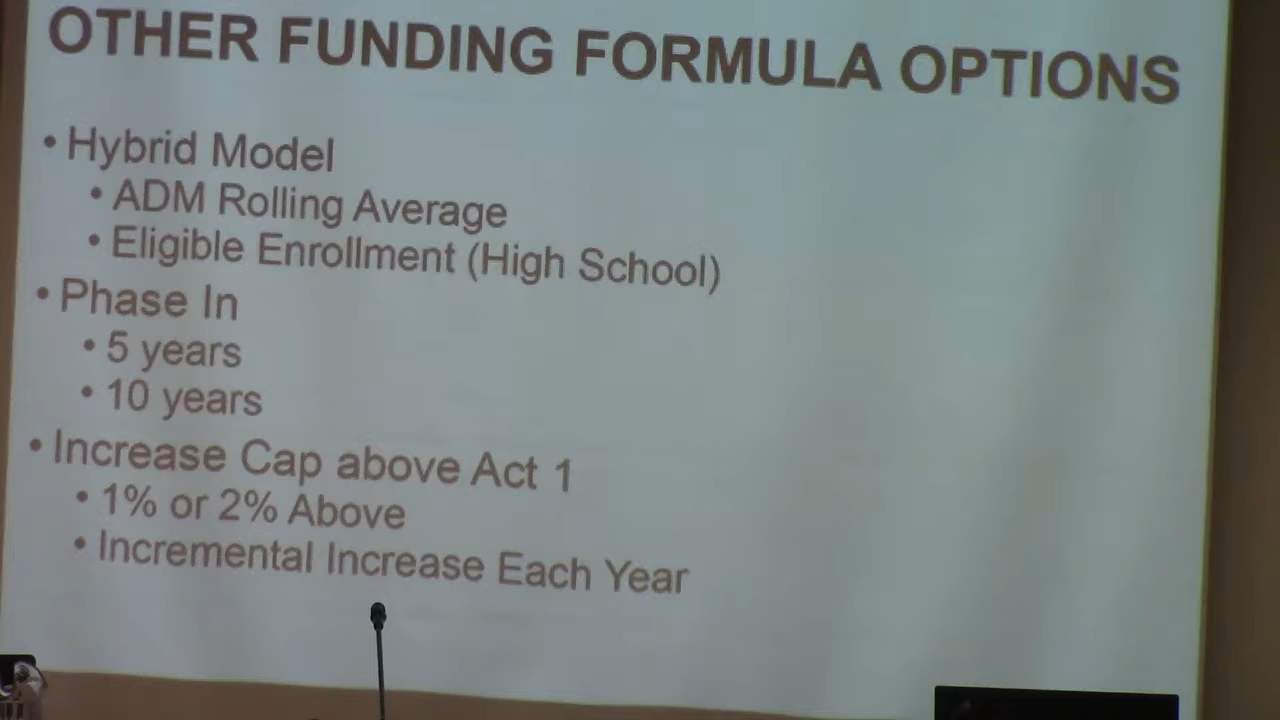 OTHER FUNDING FORMULA OPTIONS
• Hybrid Model
• ADM Rolling Average
• Eligible Enrollment (High School)
• Phase In
• 5 years
• 10 years
• Increase Cap above Act 1
• 1% or 2% Above
• Incremental Increase Each Year